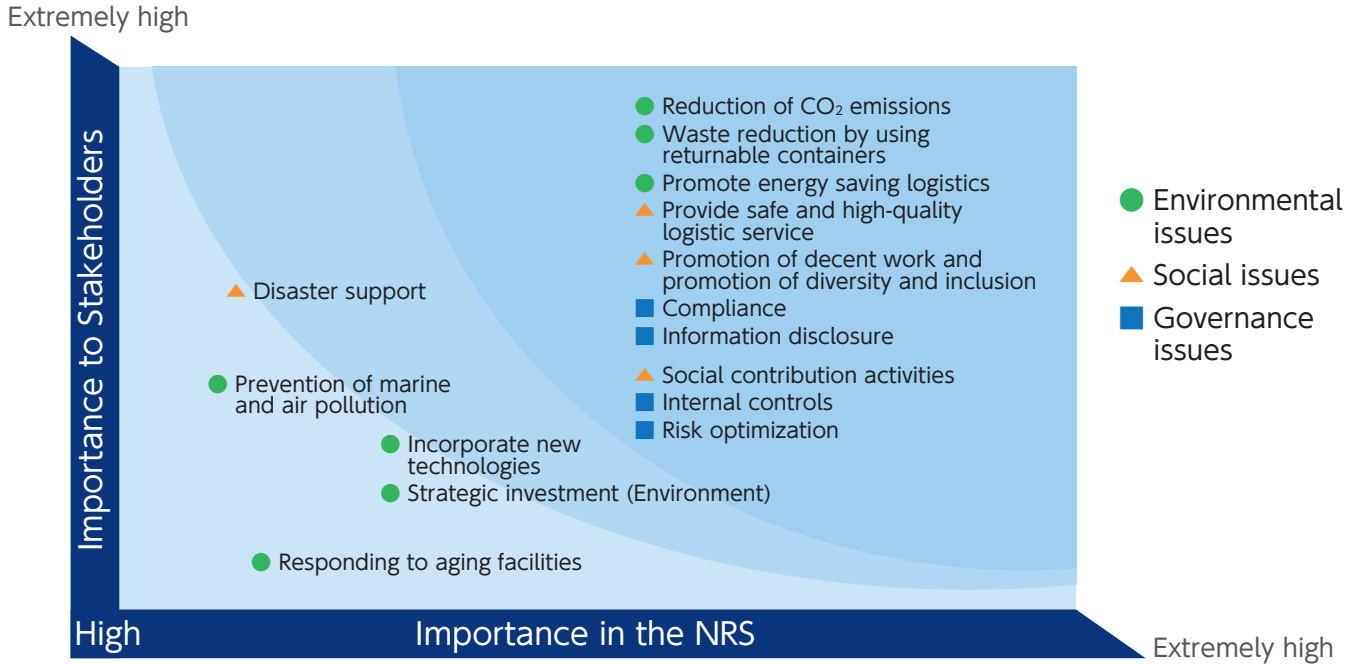 Extremely high
Importance to Stakeholders
Reduction of CO₂ emissions
Waste reduction by using
returnable containers
Promote energy saving logistics
Provide safe and high-quality
logistic service
Promotion of decent work and
promotion of diversity and inclusion
Compliance
Information disclosure
Social contribution activities
Internal controls
Risk optimization
Disaster support
Prevention of marine
and air pollution
Incorporate new
technologies
Strategic investment (Environment)
Responding to aging facilities
Environmental
issues
Social issues
Governance
issues
High
Importance in the NRS
Extremely high